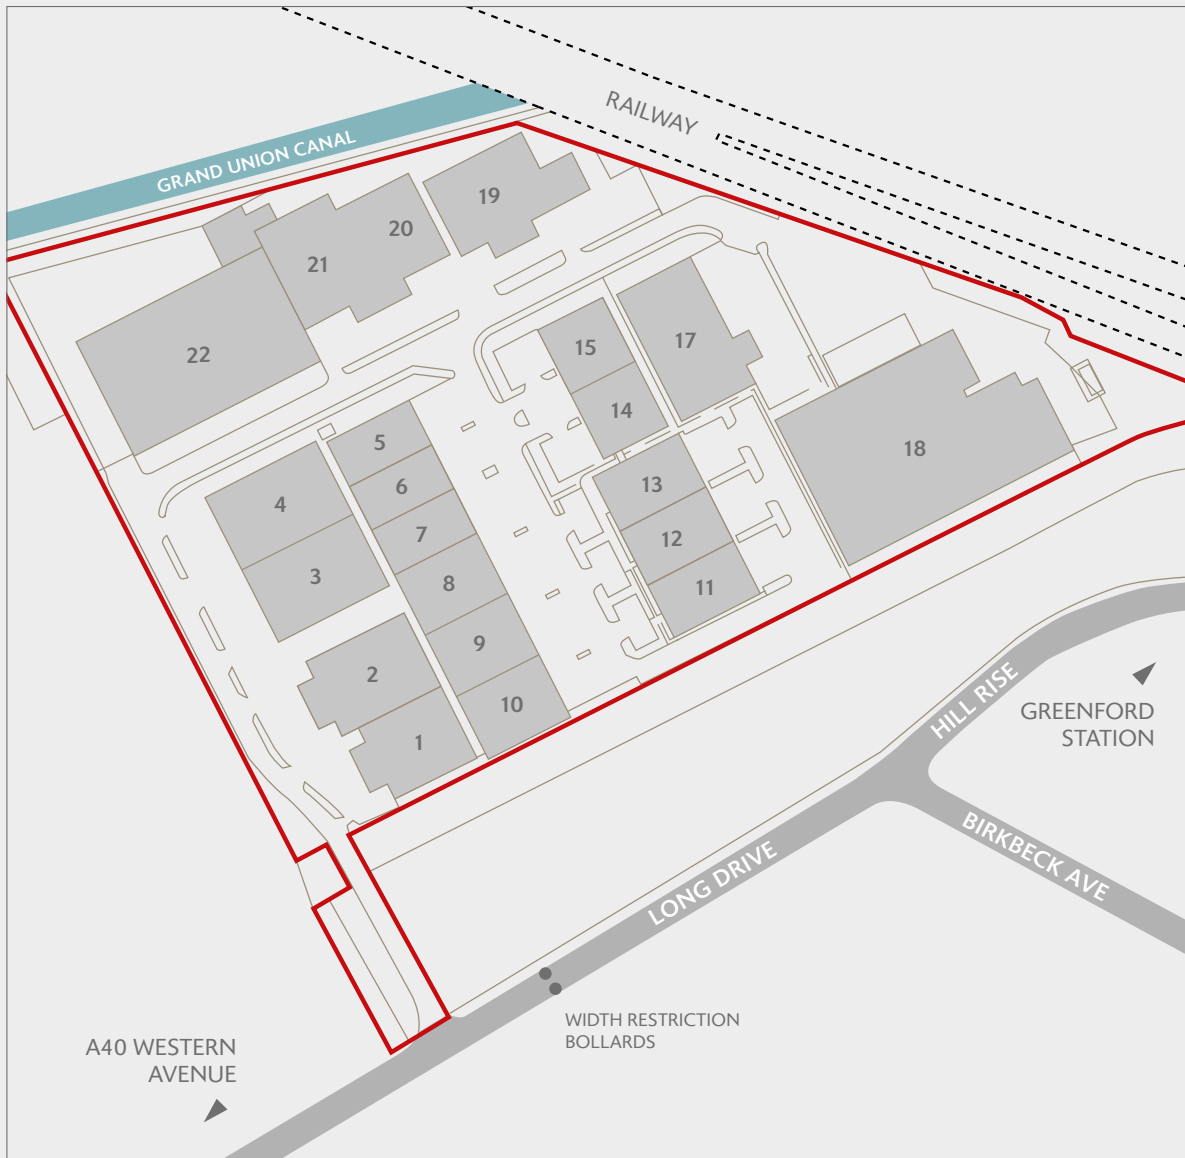 RAILWAY
GRAND UNION CANAL
19
20
21
22
15
17
14
5
4
6
13
18
7
12
3
8
11
9
2
10
1
HILL RISE
GREENFORD
STATION
BIRKBECK AVE
LONG DRIVE
WIDTH RESTRICTION
BOLLARDS
A40 WESTERN
AVENUE